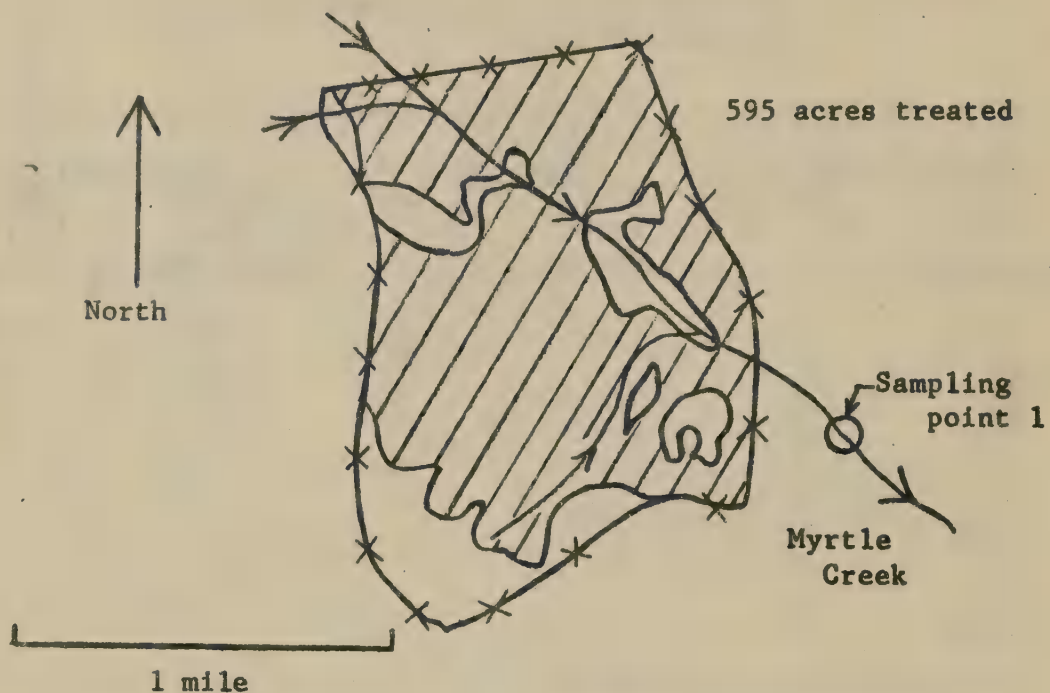 595 acres treated
North
Sampling
point 1
Myrtle
Creek
1 mile